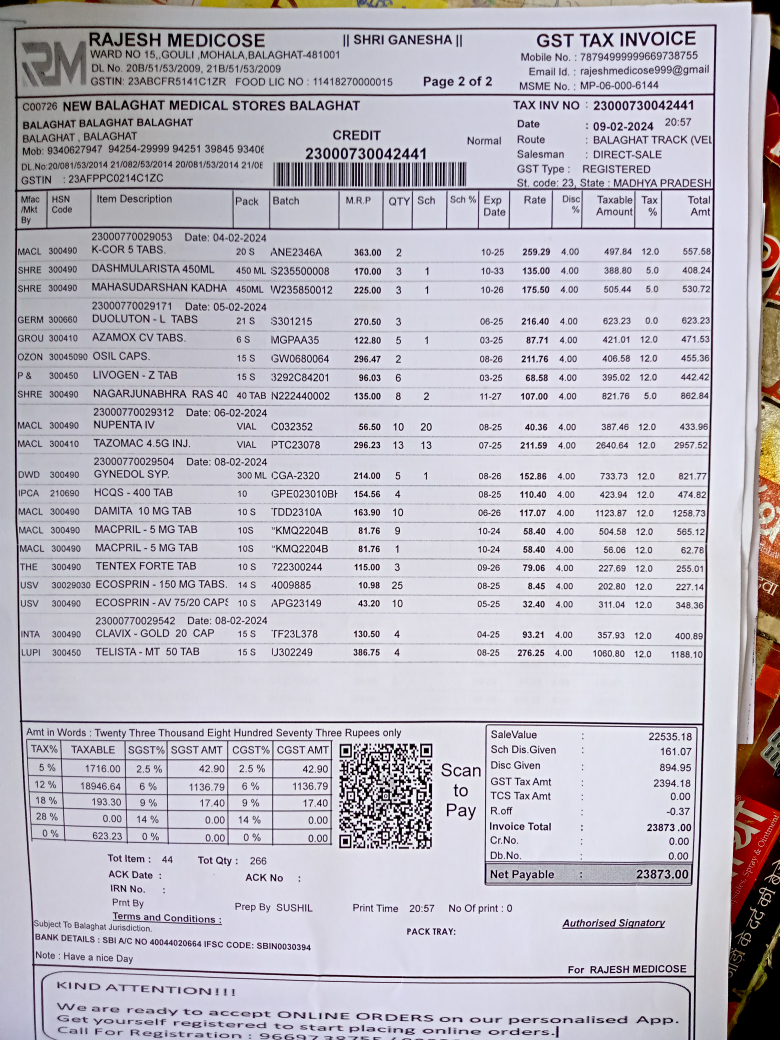 RM
RAJESH MEDICOSE || SHRI GANESHA || GST TAX INVOICE
WARD NO 15,,GOULI ,MOHALA,BALAGHAT-481001 Mobile No. : 78794999999669738755
DL No. 20B/51/53/2009, 21B/51/53/2009 Email Id. : rajeshmedicose999@gmail
GSTIN: 23ABCFR5141C1ZR FOOD LIC NO : 11418270000015 Page 2 of 2 MSME No. : MP-06-000-6144
C00726 NEW BALAGHAT MEDICAL STORES BALAGHAT TAX INV NO : 23000730042441
BALAGHAT BALAGHAT BALAGHAT Date : 09-02-2024 20:57
BALAGHAT , BALAGHAT CREDIT Normal Route : BALAGHAT TRACK (VEL
Mob: 9340627947 94254-29999 94251 39845 93406 23000730042441 Salesman : DIRECT-SALE
DL.No:20/081/53/2014 21/082/53/2014 20/081/53/2014 21/08 GST Type : REGISTERED
GSTIN : 23AFPPC0214C1ZC St. code: 23, State : MADHYA PRADESH
Mfac /Mkt By HSN Code Item Description Pack Batch M.R.P QTY Sch Sch % Exp Date Rate Disc % Taxable Amount Tax % Total Amt
23000770029053 Date: 04-02-2024
MACL 300490 K-COR 5 TABS. 20 S ANE2346A 363.00 2 10-25 259.29 4.00 497.84 12.0 557.58
SHRE 300490 DASHMULARISTA 450ML 450 ML S235500008 170.00 3 1 10-33 135.00 4.00 388.80 5.0 408.24
SHRE 300490 MAHASUDARSHAN KADHA 450ML W235850012 225.00 3 1 10-26 175.50 4.00 505.44 5.0 530.72
23000770029171 Date: 05-02-2024
GERM 300660 DUOLUTON - L TABS 21 S S301215 270.50 3 06-25 216.40 4.00 623.23 0.0 623.23
GROU 300410 AZAMOX CV TABS. 6 S MGPAA35 122.80 5 1 03-25 87.71 4.00 421.01 12.0 471.53
OZON 30045090 OSIL CAPS. 15 S GW0680064 296.47 2 08-26 211.76 4.00 406.58 12.0 455.36
P & 300450 LIVOGEN - Z TAB 15 S 3292C84201 96.03 6 03-25 68.58 4.00 395.02 12.0 442.42
SHRE 300490 NAGARJUNABHRA RAS 40 40 TAB N222440002 135.00 8 2 11-27 107.00 4.00 821.76 5.0 862.84
23000770029312 Date: 06-02-2024
MACL 300490 NUPENTA IV VIAL C032352 56.50 10 20 08-25 40.36 4.00 387.46 12.0 433.96
MACL 300410 TAZOMAC 4.5G INJ. VIAL PTC23078 296.23 13 13 07-25 211.59 4.00 2640.64 12.0 2957.52
23000770029504 Date: 08-02-2024
DWD 300490 GYNEDOL SYP. 300 ML CGA-2320 214.00 5 1 08-26 152.86 4.00 733.73 12.0 821.77
IPCA 210690 HCQS - 400 TAB 10 GPE023010BH 154.56 4 08-25 110.40 4.00 423.94 12.0 474.82
MACL 300490 DAMITA 10 MG TAB 10 S TDD2310A 163.90 10 06-26 117.07 4.00 1123.87 12.0 1258.73
MACL 300490 MACPRIL - 5 MG TAB 10S "KMQ2204B 81.76 9 10-24 58.40 4.00 504.58 12.0 565.12
MACL 300490 MACPRIL - 5 MG TAB 10S "KMQ2204B 81.76 1 10-24 58.40 4.00 56.06 12.0 62.78
THE 300490 TENTEX FORTE TAB 10 S 722300244 115.00 3 09-26 79.06 4.00 227.69 12.0 255.01
USV 30029030 ECOSPRIN - 150 MG TABS. 14 S 4009885 10.98 25 08-25 8.45 4.00 202.80 12.0 227.14
USV 300490 ECOSPRIN - AV 75/20 CAPS 10 S APG23149 43.20 10 05-25 32.40 4.00 311.04 12.0 348.36
23000770029542 Date: 08-02-2024
INTA 300490 CLAVIX - GOLD 20 CAP 15 S TF23L378 130.50 4 04-25 93.21 4.00 357.93 12.0 400.89
LUPI 300450 TELISTA - MT 50 TAB 15 S U302249 386.75 4 08-25 276.25 4.00 1060.80 12.0 1188.10
Amt in Words : Twenty Three Thousand Eight Hundred Seventy Three Rupees only
TAX% TAXABLE SGST% SGST AMT CGST% CGST AMT
5 % 1716.00 2.5 % 42.90 2.5 % 42.90
12 % 18946.64 6 % 1136.79 6 % 1136.79
18 % 193.30 9 % 17.40 9 % 17.40
28 % 0.00 14 % 0.00 14 % 0.00
0 % 623.23 0 % 0.00 0 % 0.00
Scan
to
Pay
SaleValue : 22535.18
Sch Dis.Given : 161.07
Disc Given : 894.95
GST Tax Amt : 2394.18
TCS Tax Amt : 0.00
R.off : -0.37
Invoice Total : 23873.00
Cr.No. : 0.00
Db.No. : 0.00
Net Payable : 23873.00
Tot Item : 44 Tot Qty : 266
ACK Date : ACK No :
IRN No. :
Prnt By Prep By SUSHIL Print Time 20:57 No Of print : 0
Terms and Conditions : Authorised Signatory
Subject To Balaghat Jurisdiction. PACK TRAY:
BANK DETAILS : SBI A/C NO 40044020664 IFSC CODE: SBIN0030394
Note : Have a nice Day
For RAJESH MEDICOSE
KIND ATTENTION!!!
We are ready to accept ONLINE ORDERS on our personalised App.
Get yourself registered to start placing online orders.
Call For Registration :